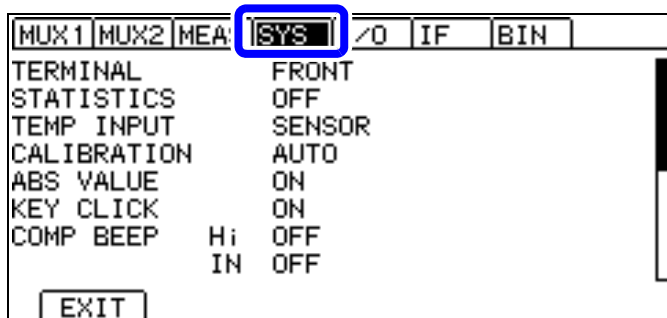 MUX1 MUX2 MEA SYS /O IF BIN
TERMINAL FRONT
STATISTICS OFF
TEMP INPUT SENSOR
CALIBRATION AUTO
ABS VALUE ON
KEY CLICK ON
COMP BEEP Hi OFF
IN OFF
EXIT